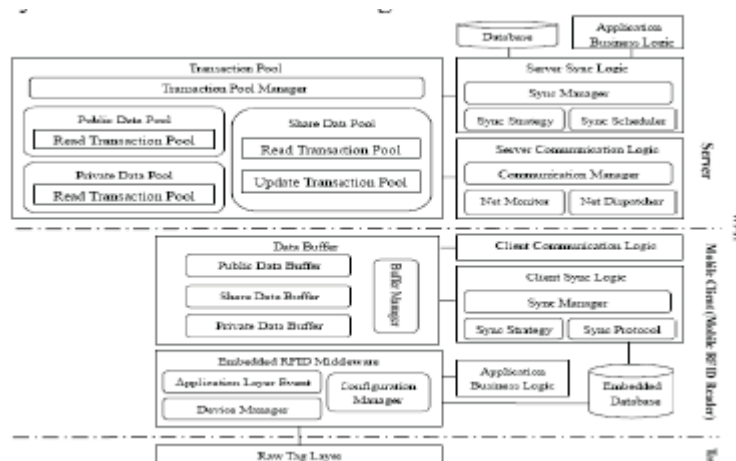 Database
Application
Business Logic
Transaction Pool
Transaction Pool Manager
Public Data Pool
Read Transaction Pool
Private Data Pool
Read Transaction Pool
Share Data Pool
Read Transaction Pool
Update Transaction Pool
Server Sync Logic
Sync Manager
Sync Strategy
Sync Scheduler
Server Communication Logic
Communication Manager
Net Monitor
Net Dispatcher
Server
Data Buffer
Public Data Buffer
Share Data Buffer
Private Data Buffer
Buffer Manager
Client Communication Logic
Client Sync Logic
Sync Manager
Sync Strategy
Sync Protocol
Mobile Client (Mobile RFID Reader)
Embedded RFID Middleware
Application Layer Event
Device Manager
Configuration
Manager
Application
Business Logic
Embedded
Database
Raw Tag Layer